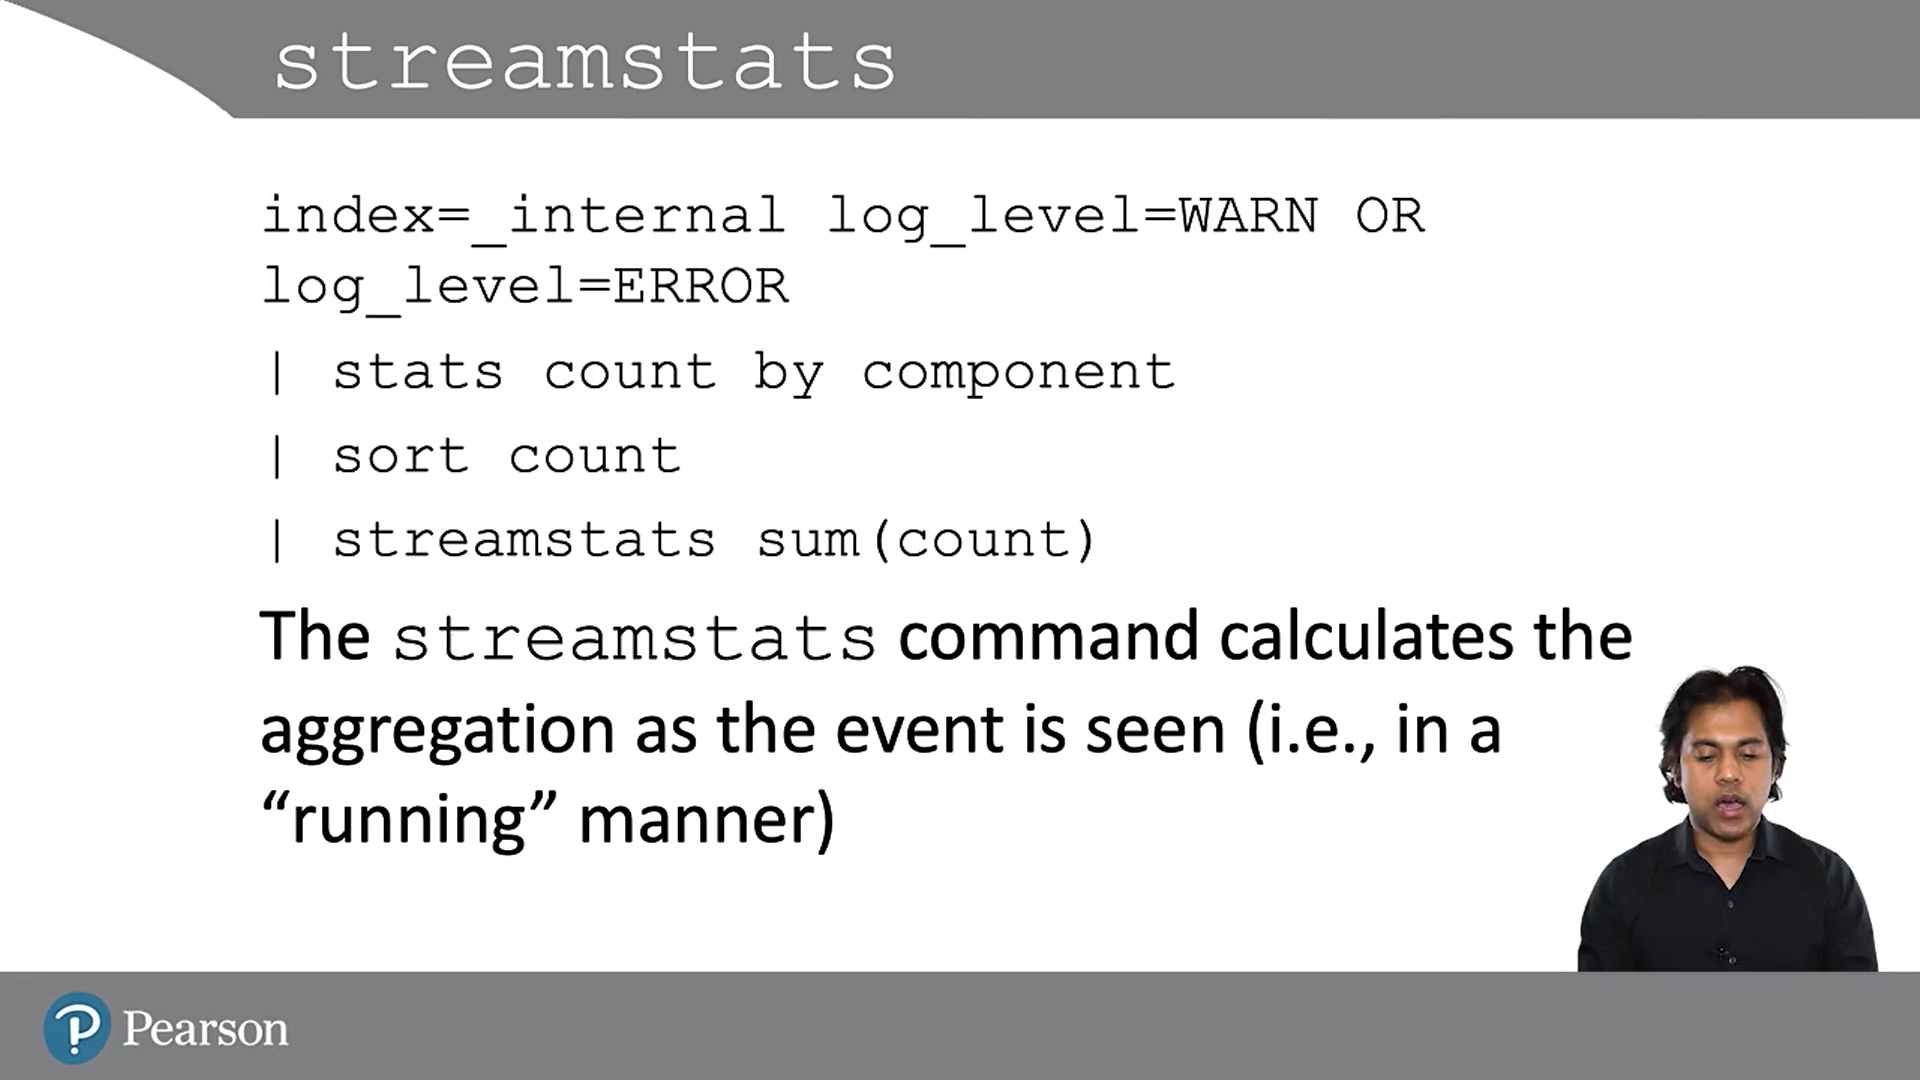 streamstats
index=_internal log_level=WARN OR
log_level=ERROR
| stats count by component
| sort count
| streamstats sum(count)
The streamstats command calculates the
aggregation as the event is seen (i.e., in a
“running” manner)
Pearson